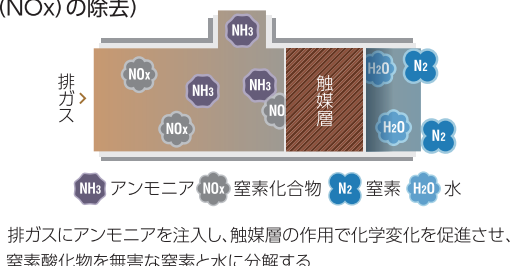 (NOx)の除去)
NH3
NOx
N2
H2O
NH3
NH3
触媒層
排ガス
NO
NOx
H2O
N2
NH3 アンモニア NOx 窒素化合物 N2 窒素 H2O 水
排ガスにアンモニアを注入し、触媒層の作用で化学変化を促進させ、
窒素酸化物を無害な窒素と水に分解する